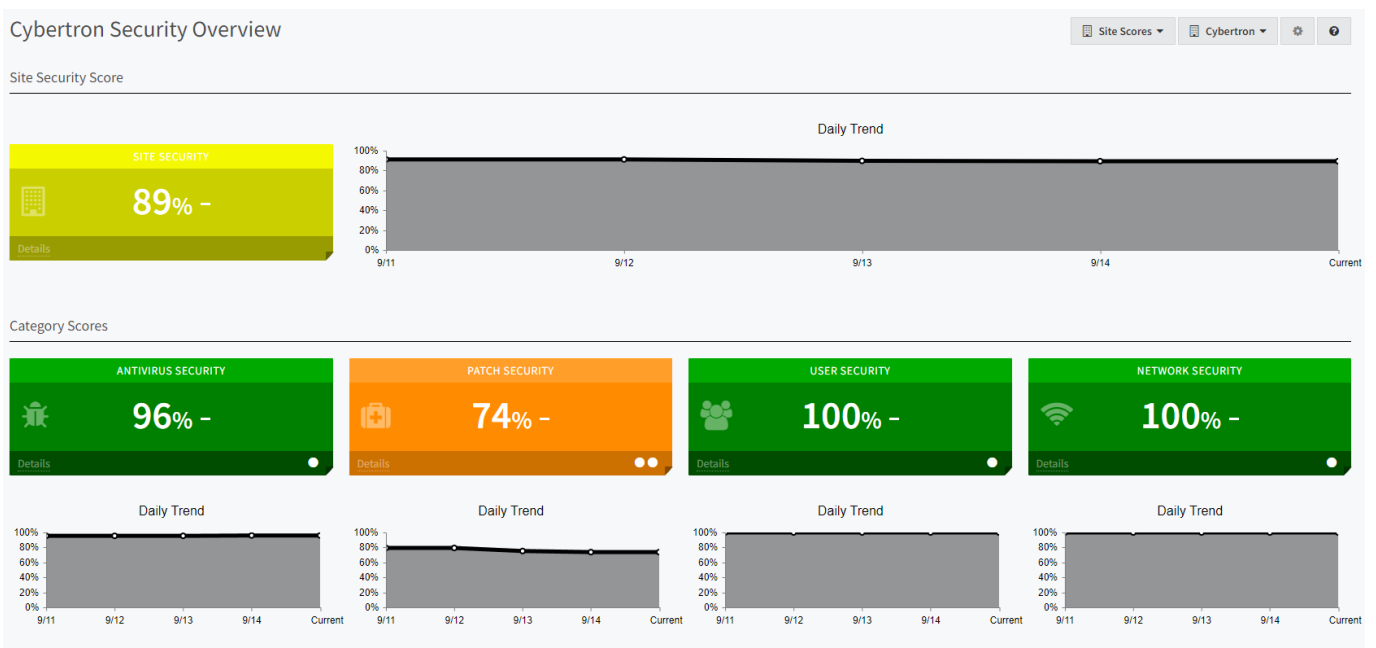 Cybertron Security Overview
Site Scores
Cybertron
Site Security Score
SITE SECURITY
89% –
Details
Daily Trend
100%
80%
60%
40%
20%
0%
9/11 9/12 9/13 9/14 Current
Category Scores
ANTIVIRUS SECURITY
96% –
Details
PATCH SECURITY
74% –
Details
USER SECURITY
100% –
Details
NETWORK SECURITY
100% –
Details
Daily Trend
100%
80%
60%
40%
20%
0%
9/11 9/12 9/13 9/14 Current
Daily Trend
100%
80%
60%
40%
20%
0%
9/11 9/12 9/13 9/14 Current
Daily Trend
100%
80%
60%
40%
20%
0%
9/11 9/12 9/13 9/14 Current
Daily Trend
100%
80%
60%
40%
20%
0%
9/11 9/12 9/13 9/14 Current